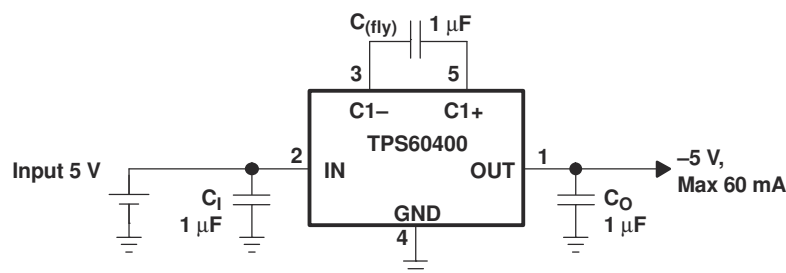 C(fly) 1 μF
3 5
C1– C1+
TPS60400
Input 5 V 2 IN OUT 1 –5 V,
Max 60 mA
CI
1 μF
GND
4
CO
1 μF